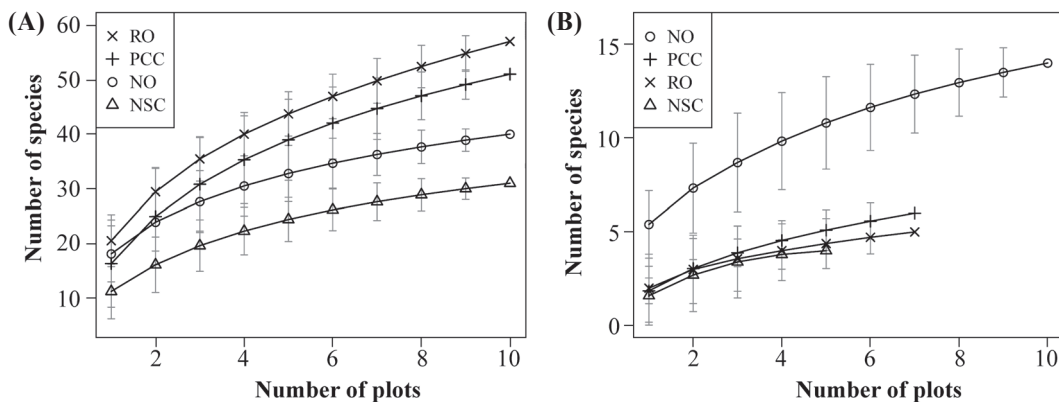 (A)
Number of species
60
50
40
30
20
10
RO
PCC
NO
NSC
2
4
6
8
10
Number of plots
(B)
Number of species
15
10
5
0
NO
PCC
RO
NSC
2
4
6
8
10
Number of plots